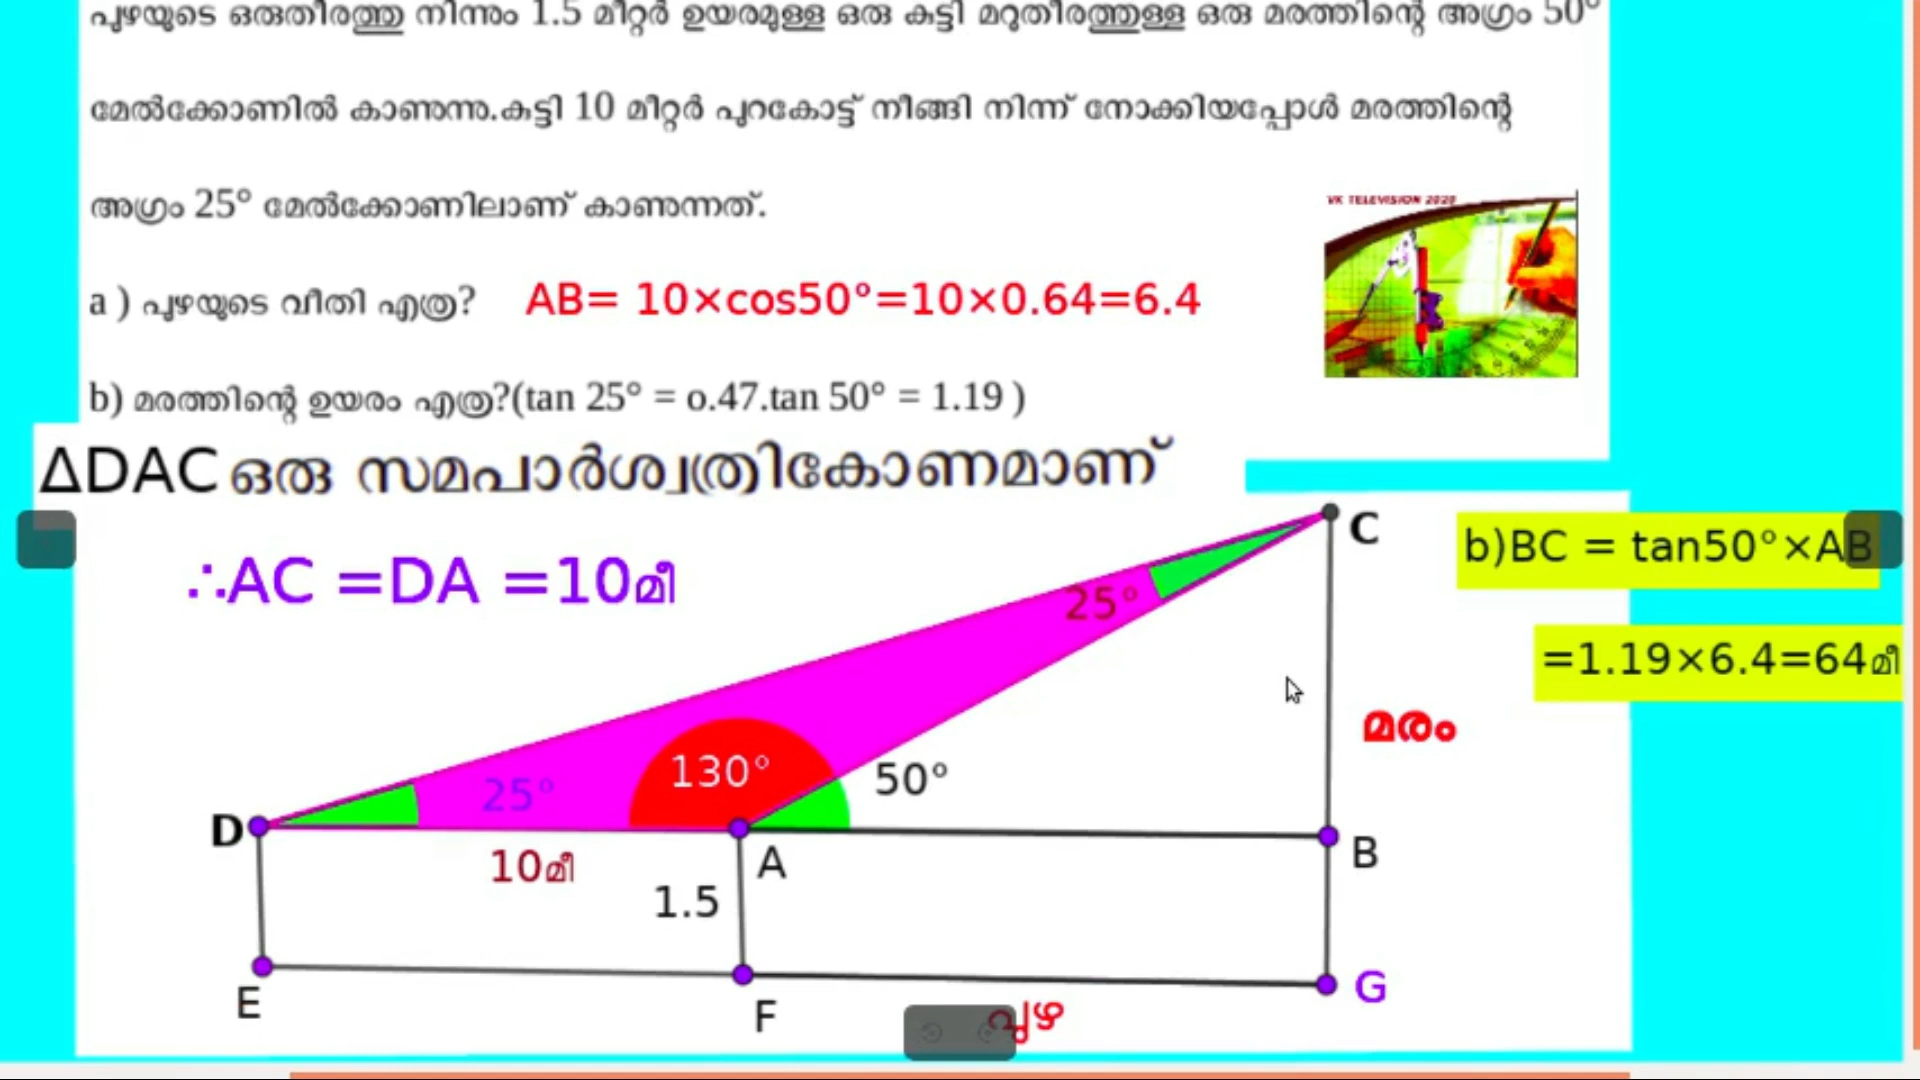 പുഴയുടെ ഒരുതീരത്തു നിന്നും 1.5 മീറ്റർ ഉയരമുള്ള ഒരു കുട്ടി മറുതീരത്തുള്ള ഒരു മരത്തിന്റെ അഗ്രം 50°
മേൽക്കോണിൽ കാണുന്നു.കുട്ടി 10 മീറ്റർ പുറകോട്ട് നീങ്ങി നിന്ന് നോക്കിയപ്പോൾ മരത്തിന്റെ
അഗ്രം 25° മേൽക്കോണിലാണ് കാണുന്നത്.
VK TELEVISION 2020
a ) പുഴയുടെ വീതി എത്ര? AB= 10×cos50°=10×0.64=6.4
b) മരത്തിന്റെ ഉയരം എത്ര?(tan 25° = o.47.tan 50° = 1.19 )
ΔDAC ഒരു സമപാർശ്വത്രികോണമാണ്
C
b)BC = tan50°×AB
∴AC =DA =10മീ
25°
=1.19×6.4=64മീ
മരം
130°
50°
25°
D
B
10മീ
A
1.5
E
F
G
പുഴ